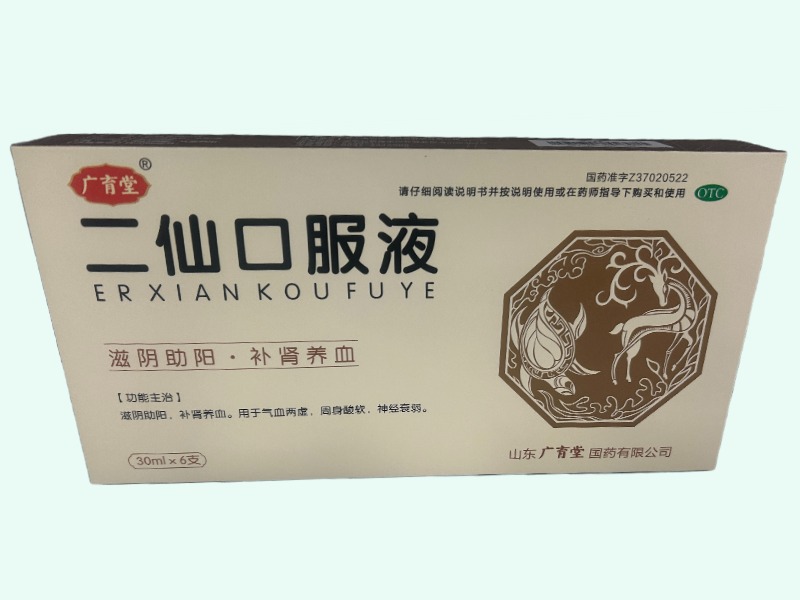 广育堂®
国药准字Z37020522
请仔细阅读说明书并按说明使用或在药师指导下购买和使用 OTC
二仙口服液
ERXIANKOUFUYE
滋阴助阳·补肾养血
【功能主治】
滋阴助阳，补肾养血。用于气血两虚，周身酸软，神经衰弱。
30ml×6支
山东广育堂国药有限公司